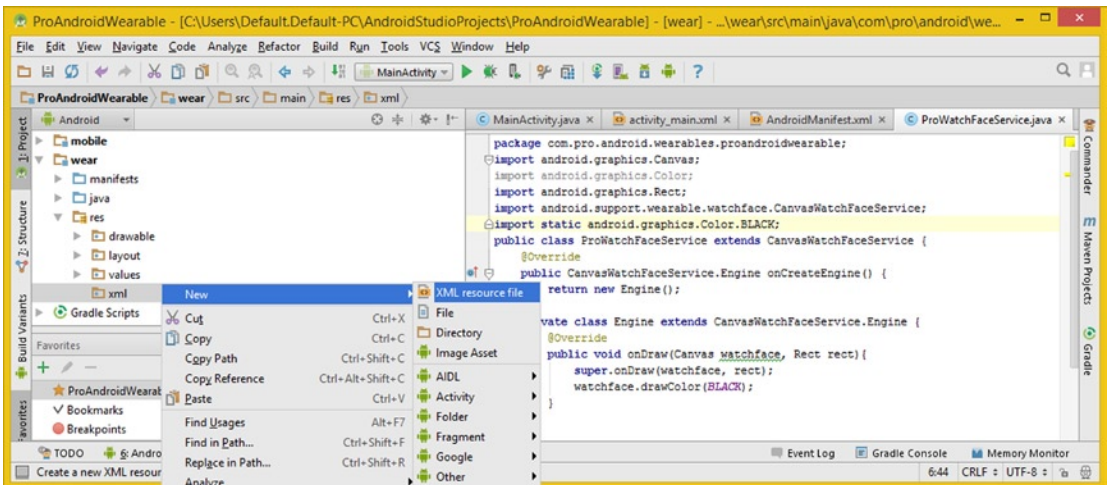 ProAndroidWearable - [C:\Users\Default.Default-PC\AndroidStudioProjects\ProAndroidWearable] - [wear] - ...\wear\src\main\java\com\pro\android\we...
File Edit View Navigate Code Analyze Refactor Build Run Tools VCS Window Help
MainActivity
ProAndroidWearable wear src main res xml
1: Project
2: Structure
Build Variants
Favorites
Android
mobile
wear
manifests
java
res
drawable
layout
values
xml
Gradle Scripts
Favorites
ProAndroidWearab
Bookmarks
Breakpoints
New
Cut Ctrl+X
Copy Ctrl+C
Copy Path Ctrl+Shift+C
Copy Reference Ctrl+Alt+Shift+C
Paste Ctrl+V
Find Usages Alt+F7
Find in Path... Ctrl+Shift+F
Replace in Path... Ctrl+Shift+R
Analyze
XML resource file
File
Directory
Image Asset
AIDL
Activity
Folder
Fragment
Google
Other
MainActivity.java activity_main.xml AndroidManifest.xml ProWatchFaceService.java
package com.pro.android.wearables.proandroidwearable;
import android.graphics.Canvas;
import android.graphics.Color;
import android.graphics.Rect;
import android.support.wearable.watchface.CanvasWatchFaceService;
import static android.graphics.Color.BLACK;
public class ProWatchFaceService extends CanvasWatchFaceService {
@Override
public CanvasWatchFaceService.Engine onCreateEngine() {
return new Engine();
vate class Engine extends CanvasWatchFaceService.Engine {
@Override
public void onDraw(Canvas watchface, Rect rect){
super.onDraw(watchface, rect);
watchface.drawColor(BLACK);
}
Commander
Maven Projects
Gradle
TODO 6: Andro Event Log Gradle Console Memory Monitor
Create a new XML resour 6:44 CRLF UTF-8